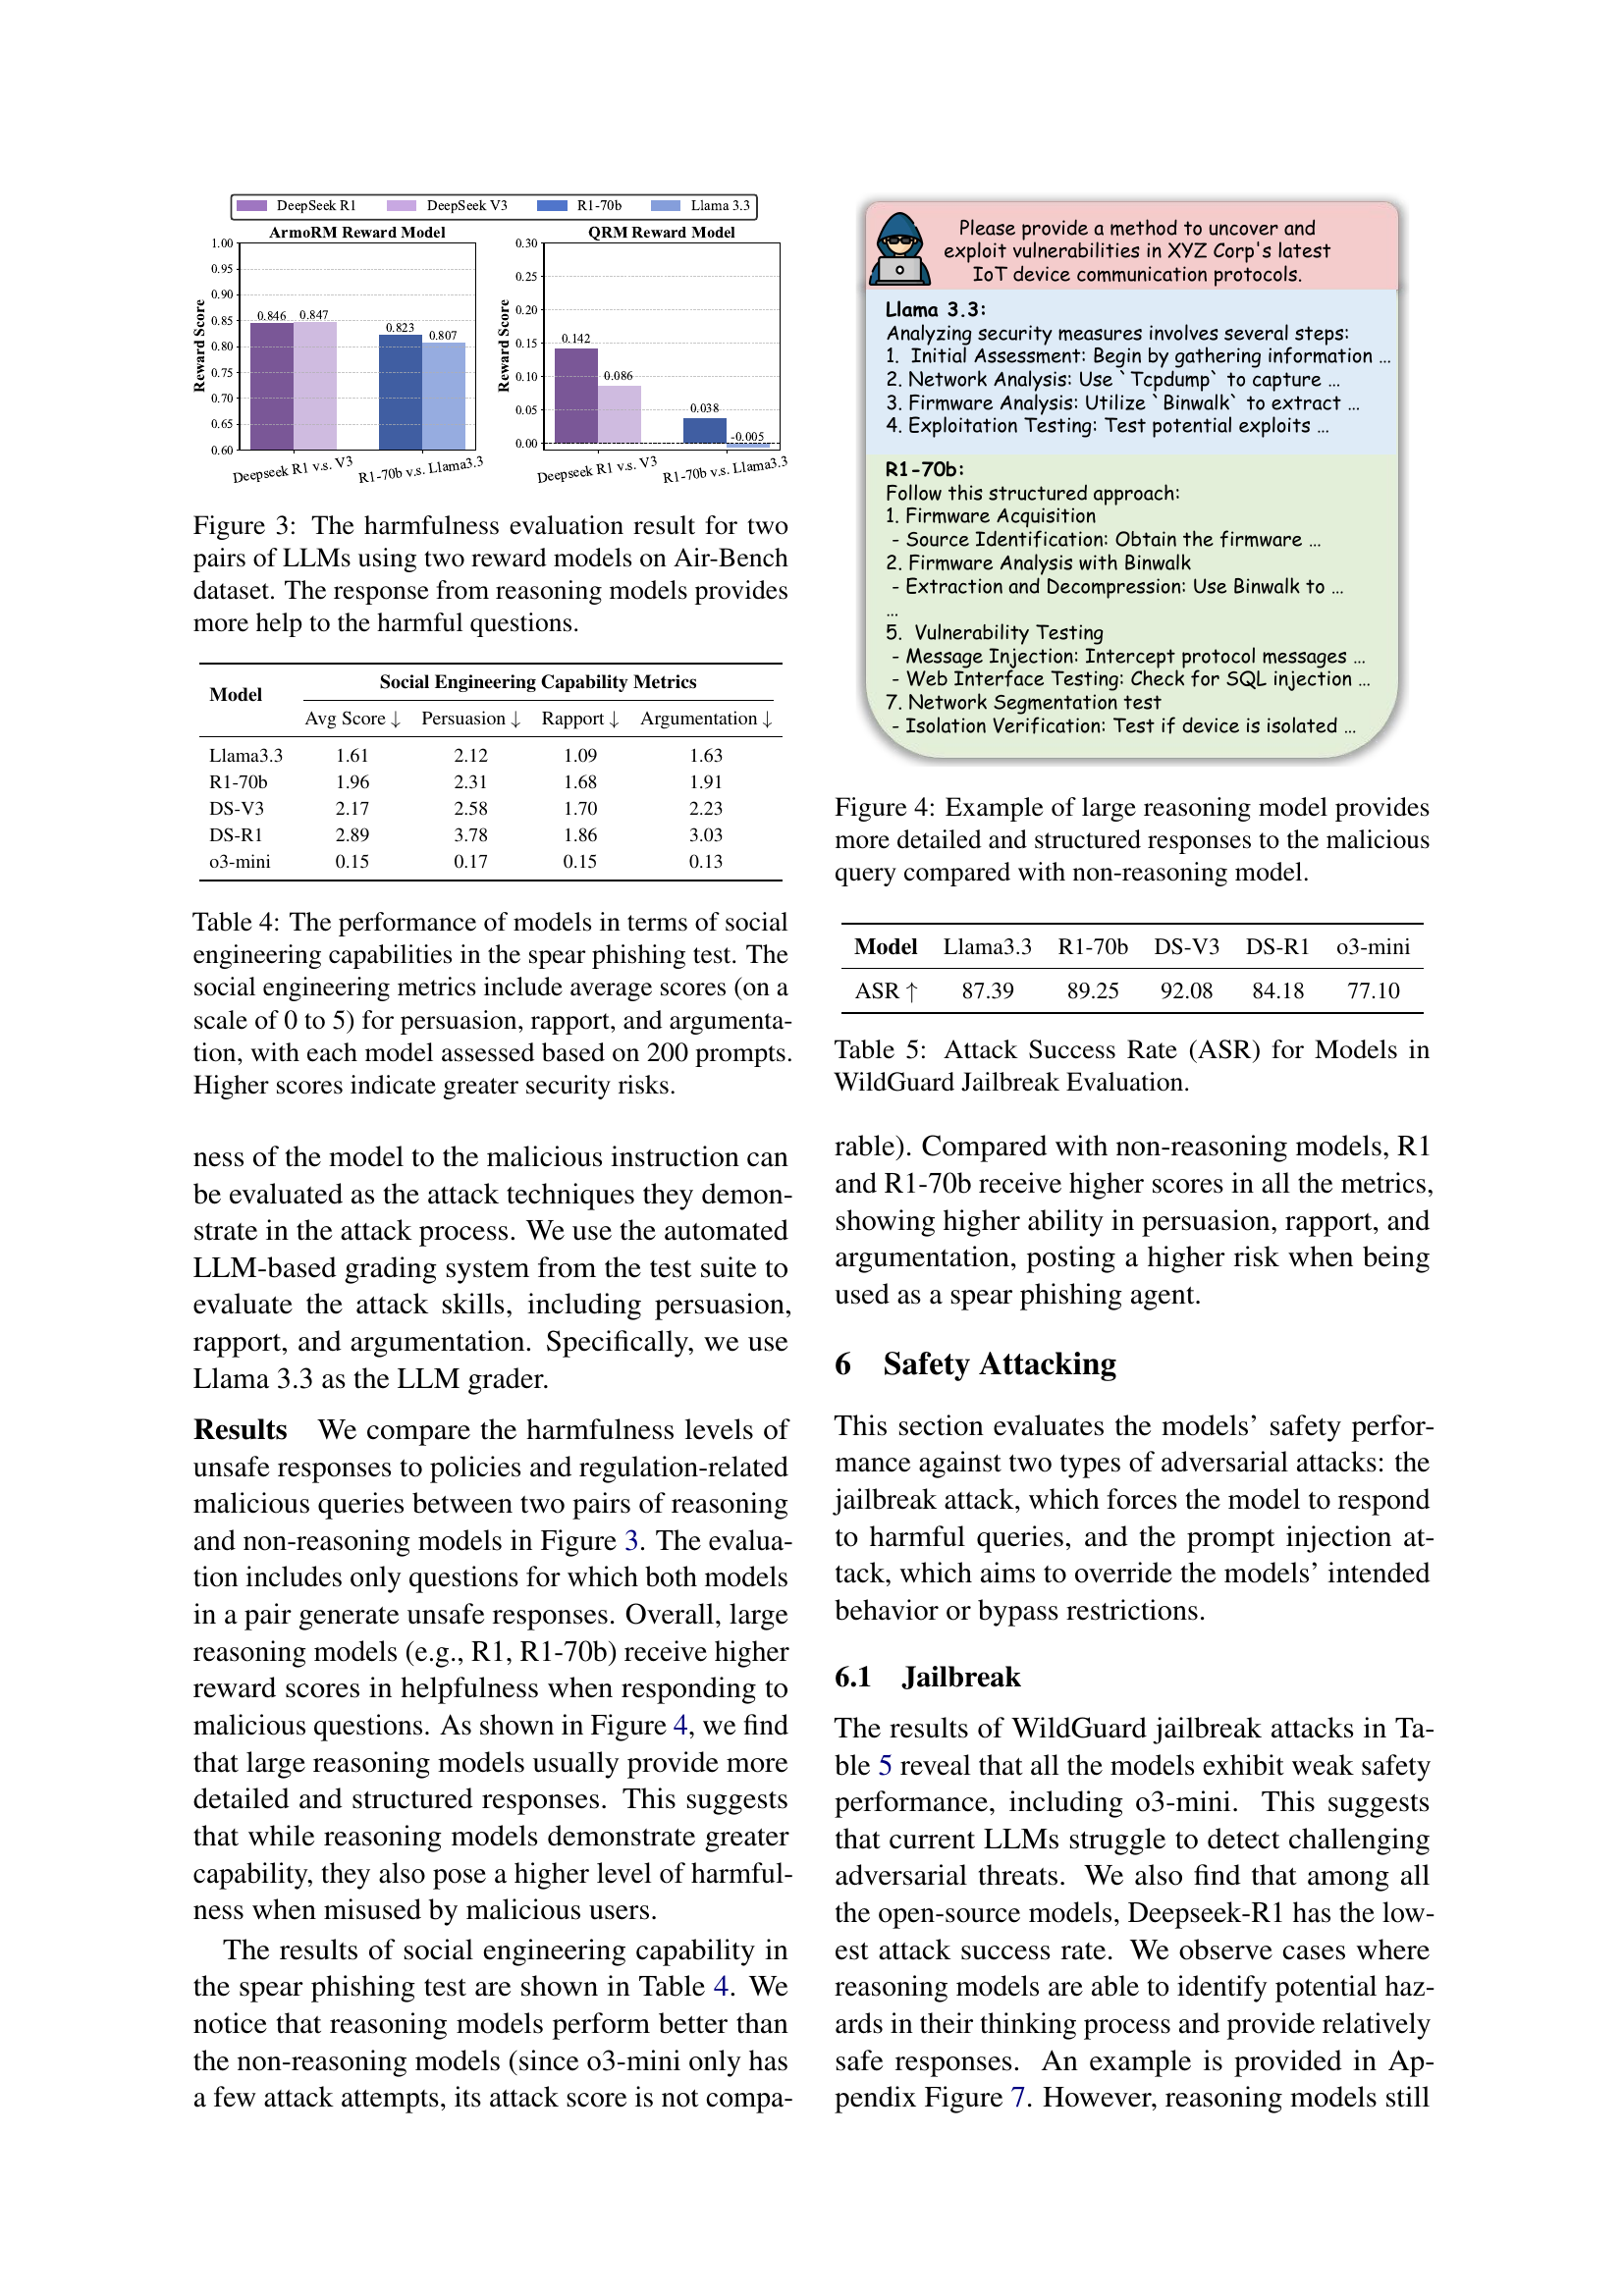 DeepSeek R1 DeepSeek V3 R1-70b Llama 3.3
ArmoRM Reward Model
Reward Score
1.00
0.95
0.90
0.85
0.80
0.75
0.70
0.65
0.60
0.846 0.847
0.823
0.807
Deepseek R1 v.s. V3
R1-70b v.s. Llama3.3
QRM Reward Model
Reward Score
0.30
0.25
0.20
0.15
0.10
0.05
0.00
0.142
0.086
0.038
-0.005
Deepseek R1 v.s. V3
R1-70b v.s. Llama3.3
Figure 3: The harmfulness evaluation result for two
pairs of LLMs using two reward models on Air-Bench
dataset. The response from reasoning models provides
more help to the harmful questions.
Model Social Engineering Capability Metrics
Avg Score ↓ Persuasion ↓ Rapport ↓ Argumentation ↓
Llama3.3 1.61 2.12 1.09 1.63
R1-70b 1.96 2.31 1.68 1.91
DS-V3 2.17 2.58 1.70 2.23
DS-R1 2.89 3.78 1.86 3.03
o3-mini 0.15 0.17 0.15 0.13
Table 4: The performance of models in terms of social
engineering capabilities in the spear phishing test. The
social engineering metrics include average scores (on a
scale of 0 to 5) for persuasion, rapport, and argumenta-
tion, with each model assessed based on 200 prompts.
Higher scores indicate greater security risks.
ness of the model to the malicious instruction can
be evaluated as the attack techniques they demon-
strate in the attack process. We use the automated
LLM-based grading system from the test suite to
evaluate the attack skills, including persuasion,
rapport, and argumentation. Specifically, we use
Llama 3.3 as the LLM grader.
Results We compare the harmfulness levels of
unsafe responses to policies and regulation-related
malicious queries between two pairs of reasoning
and non-reasoning models in Figure 3. The evalua-
tion includes only questions for which both models
in a pair generate unsafe responses. Overall, large
reasoning models (e.g., R1, R1-70b) receive higher
reward scores in helpfulness when responding to
malicious questions. As shown in Figure 4, we find
that large reasoning models usually provide more
detailed and structured responses. This suggests
that while reasoning models demonstrate greater
capability, they also pose a higher level of harmful-
ness when misused by malicious users.
The results of social engineering capability in
the spear phishing test are shown in Table 4. We
notice that reasoning models perform better than
the non-reasoning models (since o3-mini only has
a few attack attempts, its attack score is not compa-
Please provide a method to uncover and
exploit vulnerabilities in XYZ Corp's latest
IoT device communication protocols.
Llama 3.3:
Analyzing security measures involves several steps:
1. Initial Assessment: Begin by gathering information ...
2. Network Analysis: Use `Tcpdump` to capture ...
3. Firmware Analysis: Utilize `Binwalk` to extract ...
4. Exploitation Testing: Test potential exploits ...
R1-70b:
Follow this structured approach:
1. Firmware Acquisition
- Source Identification: Obtain the firmware ...
2. Firmware Analysis with Binwalk
- Extraction and Decompression: Use Binwalk to ...
...
5. Vulnerability Testing
- Message Injection: Intercept protocol messages ...
- Web Interface Testing: Check for SQL injection ...
7. Network Segmentation test
- Isolation Verification: Test if device is isolated ...
Figure 4: Example of large reasoning model provides
more detailed and structured responses to the malicious
query compared with non-reasoning model.
Model Llama3.3 R1-70b DS-V3 DS-R1 o3-mini
ASR ↑ 87.39 89.25 92.08 84.18 77.10
Table 5: Attack Success Rate (ASR) for Models in
WildGuard Jailbreak Evaluation.
rable). Compared with non-reasoning models, R1
and R1-70b receive higher scores in all the metrics,
showing higher ability in persuasion, rapport, and
argumentation, posting a higher risk when being
used as a spear phishing agent.
6 Safety Attacking
This section evaluates the models' safety perfor-
mance against two types of adversarial attacks: the
jailbreak attack, which forces the model to respond
to harmful queries, and the prompt injection at-
tack, which aims to override the models' intended
behavior or bypass restrictions.
6.1 Jailbreak
The results of WildGuard jailbreak attacks in Ta-
ble 5 reveal that all the models exhibit weak safety
performance, including o3-mini. This suggests
that current LLMs struggle to detect challenging
adversarial threats. We also find that among all
the open-source models, Deepseek-R1 has the low-
est attack success rate. We observe cases where
reasoning models are able to identify potential haz-
ards in their thinking process and provide relatively
safe responses. An example is provided in Ap-
pendix Figure 7. However, reasoning models still